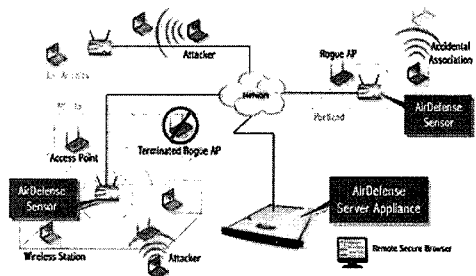 Attacker
Rogue AP
Accidental
Association
Network
Portland
AirDefense
Sensor
Access Point
Terminated Rogue AP
AirDefense
Sensor
AirDefense
Server Appliance
Wireless Station
Attacker
Remote Secure Browser